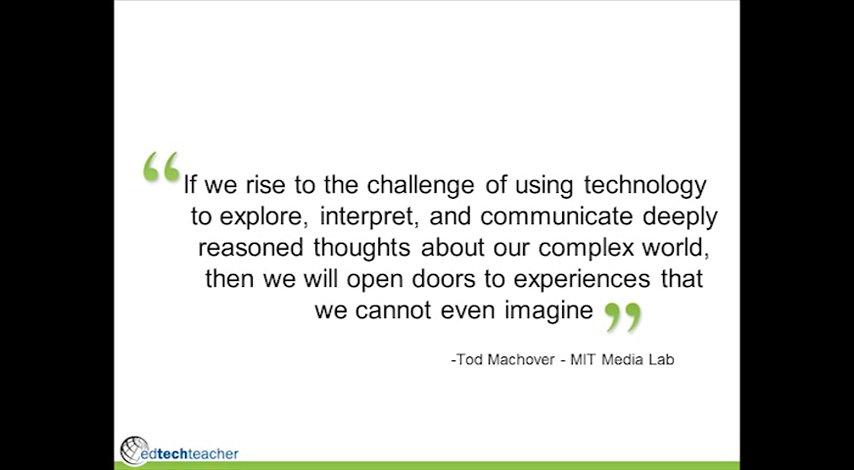 “If we rise to the challenge of using technology
to explore, interpret, and communicate deeply
reasoned thoughts about our complex world,
then we will open doors to experiences that
we cannot even imagine”
-Tod Machover - MIT Media Lab
edtechteacher